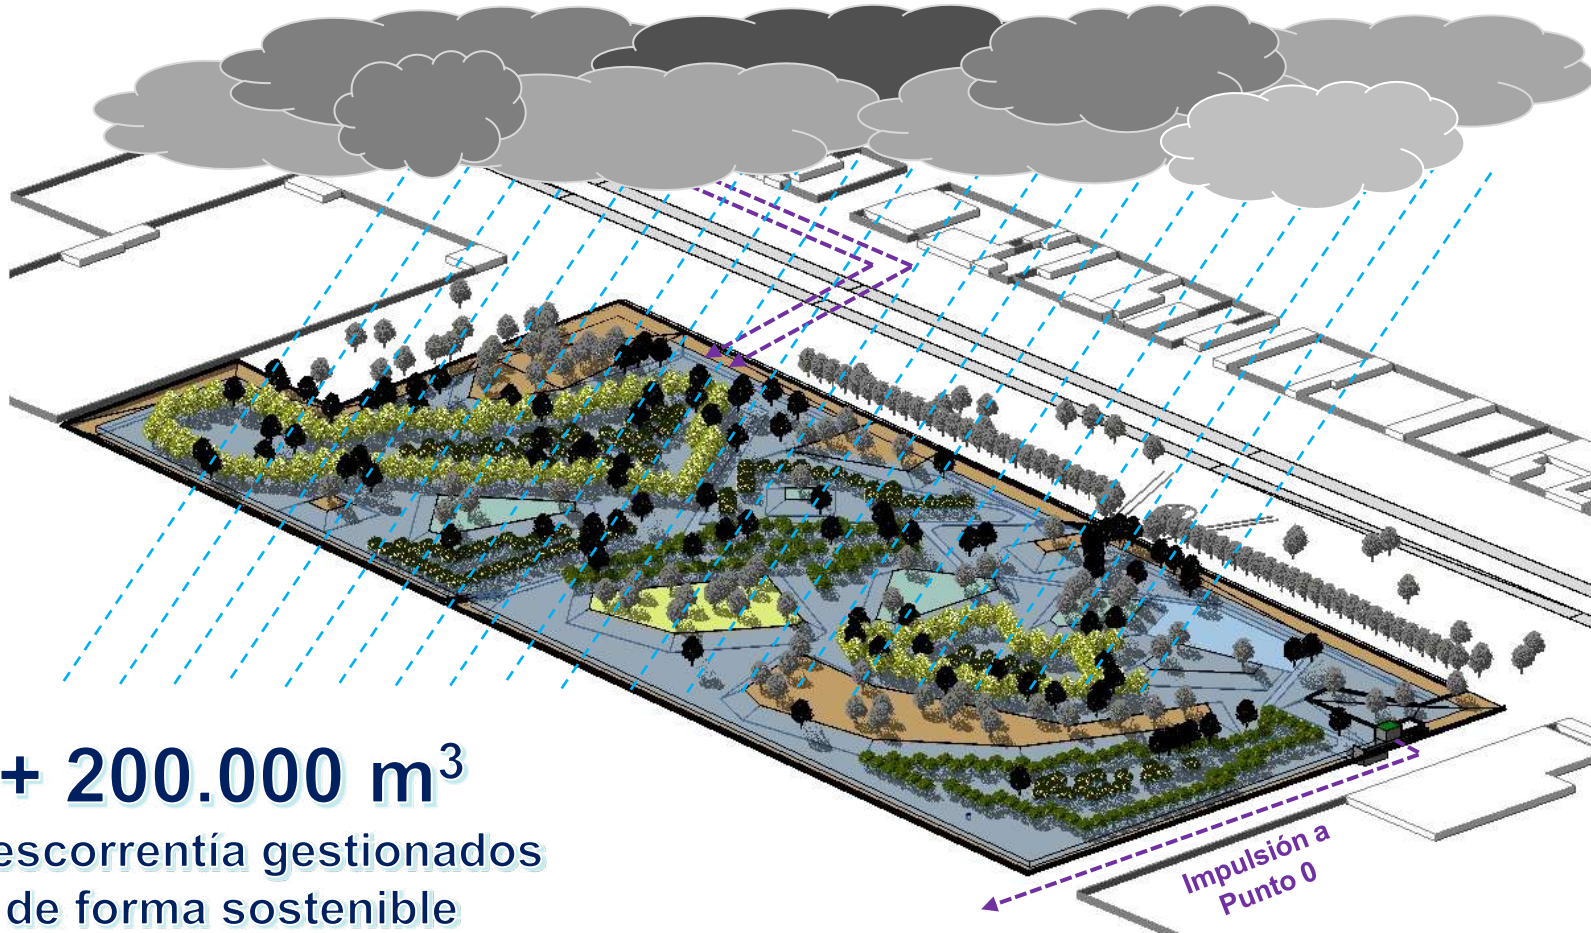 + 200.000 m³
escorrentía gestionados
de forma sostenible
Impulsión a
Punto 0